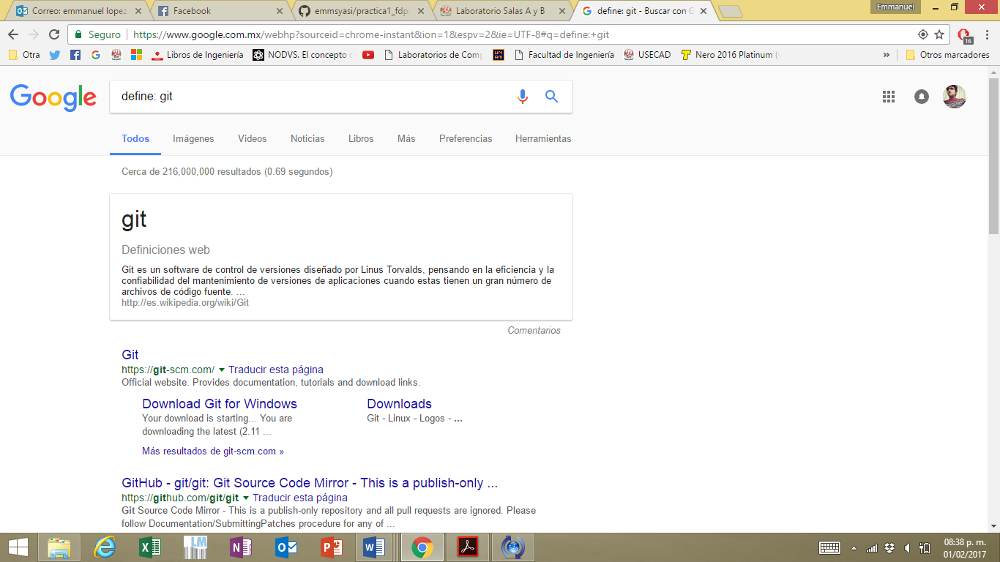 Correo: emmanuel lopez
Facebook
emmsyasi/practica1_fdp
Laboratorio Salas A y B
define: git - Buscar con G
Emmanuel
Seguro
https://www.google.com.mx/webhp?sourceid=chrome-instant&ion=1&espv=2&ie=UTF-8#q=define:+git
16
Otra
Libros de Ingeniería
NODVS. El concepto
Laboratorios de Comp
UNAM
Facultad de Ingeniería
USECAD
Nero 2016 Platinum (
»
Otros marcadores
Google
define: git
Todos
Imágenes
Videos
Noticias
Libros
Más
Preferencias
Herramientas
Cerca de 216,000,000 resultados (0.69 segundos)
git
Definiciones web
Git es un software de control de versiones diseñado por Linus Torvalds, pensando en la eficiencia y la
confiabilidad del mantenimiento de versiones de aplicaciones cuando estas tienen un gran número de
archivos de código fuente. ...
http://es.wikipedia.org/wiki/Git
Comentarios
Git
https://git-scm.com/ Traducir esta página
Official website. Provides documentation, tutorials and download links.
Download Git for Windows
Your download is starting... You are
downloading the latest (2.11 ...
Downloads
Git - Linux - Logos - ...
Más resultados de git-scm.com »
GitHub - git/git: Git Source Code Mirror - This is a publish-only ...
https://github.com/git/git Traducir esta página
Git Source Code Mirror - This is a publish-only repository and all pull requests are ignored. Please
follow Documentation/SubmittingPatches procedure for any of ...
LM
08:38 p. m.
01/02/2017